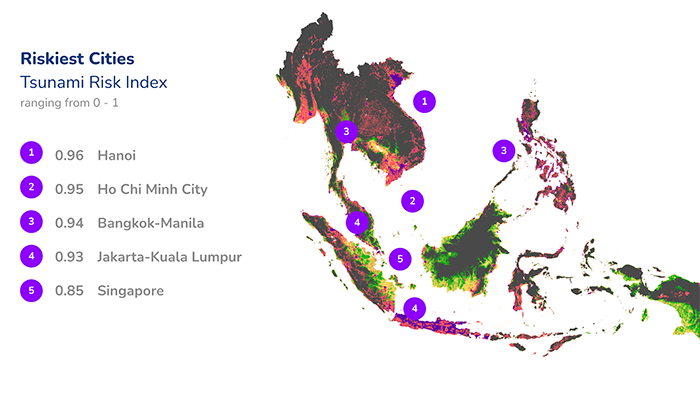 Riskiest Cities
Tsunami Risk Index
ranging from 0 - 1
1 0.96 Hanoi
2 0.95 Ho Chi Minh City
3 0.94 Bangkok-Manila
4 0.93 Jakarta-Kuala Lumpur
5 0.85 Singapore
1
3
3
2
4
5
4